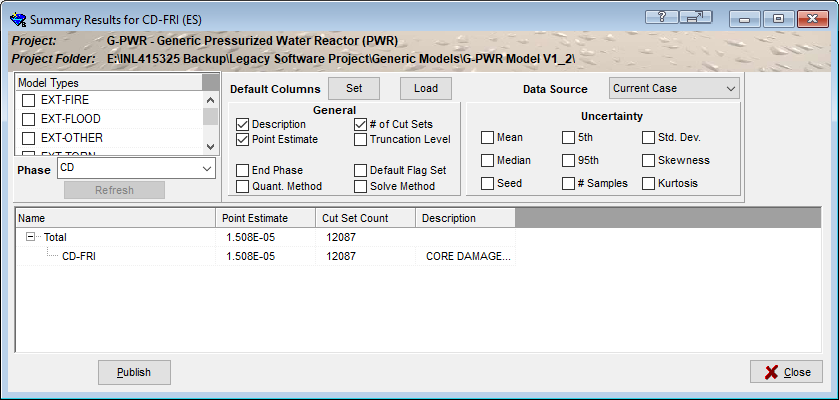 Summary Results for CD-FRI (ES)
Project: G-PWR - Generic Pressurized Water Reactor (PWR)
Project Folder: E:\INL415325 Backup\Legacy Software Project\Generic Models\G-PWR Model V1_2\
Model Types
EXT-FIRE
EXT-FLOOD
EXT-OTHER
Phase CD
Refresh
Default Columns Set Load
General
Description # of Cut Sets
Point Estimate Truncation Level
End Phase Default Flag Set
Quant. Method Solve Method
Data Source Current Case
Uncertainty
Mean 5th Std. Dev.
Median 95th Skewness
Seed # Samples Kurtosis
Name Point Estimate Cut Set Count Description
Total 1.508E-05 12087
CD-FRI 1.508E-05 12087 CORE DAMAGE...
Publish Close